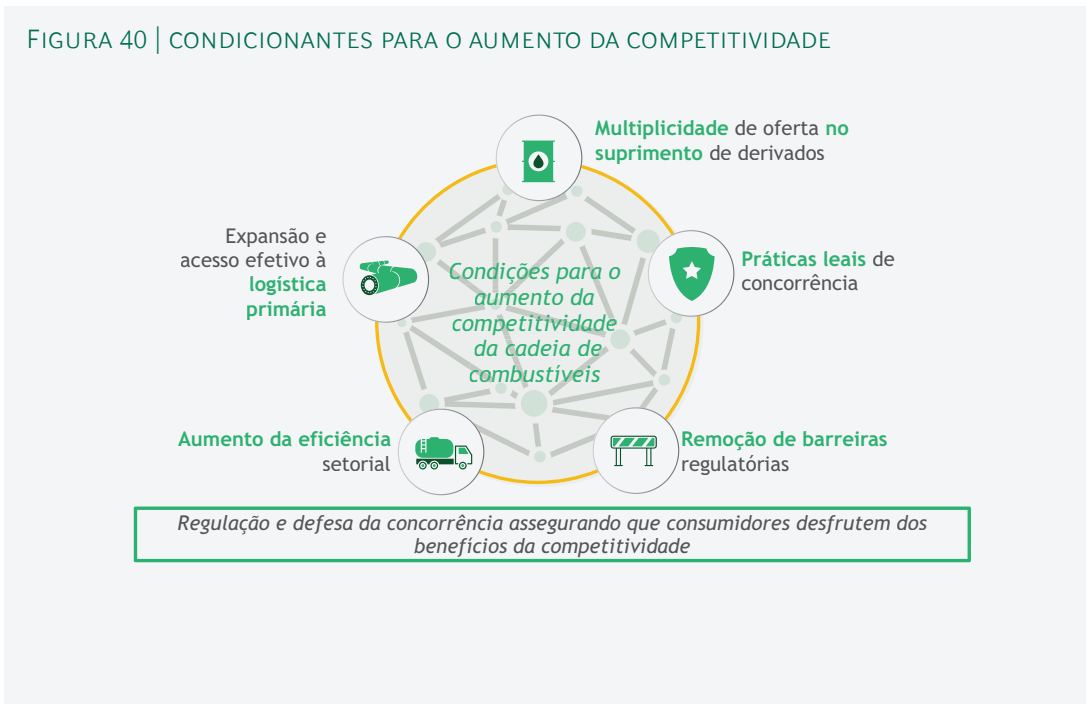 FIGURA 40 | CONDICIONANTES PARA O AUMENTO DA COMPETITIVIDADE
Multiplicidade de oferta no
suprimento de derivados
Expansão e
acesso efetivo à
logística
primária
Práticas leais de
concorrência
Condições para o
aumento da
competitividade
da cadeia de
combustíveis
Aumento da eficiência
setorial
Remoção de barreiras
regulatórias
Regulação e defesa da concorrência assegurando que consumidores desfrutem dos
benefícios da competitividade